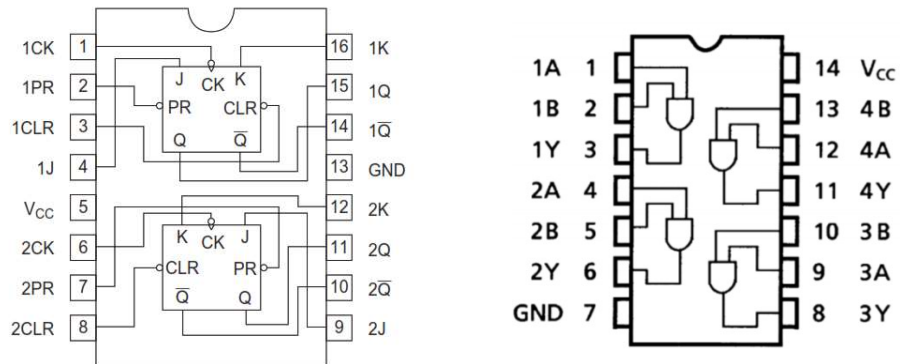 1CK 1 16 1K
J CK K
1PR 2 PR CLR 15 1Q
1CLR 3 Q Q̅ 14 1Q̅
1J 4 13 GND
VCC 5 12 2K
K CK J
2CK 6 11 2Q
CLR PR
2PR 7 10 2Q̅
Q̅ Q
2CLR 8 9 2J
1A 1 14 VCC
1B 2 13 4B
1Y 3 12 4A
2A 4 11 4Y
2B 5 10 3B
2Y 6 9 3A
GND 7 8 3Y